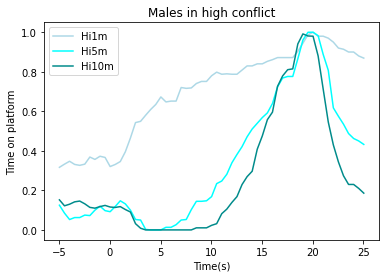 Males in high conflict
Hi1m
Hi5m
Hi10m
Time on platform
1.0
0.8
0.6
0.4
0.2
0.0
−5 0 5 10 15 20 25
Time(s)